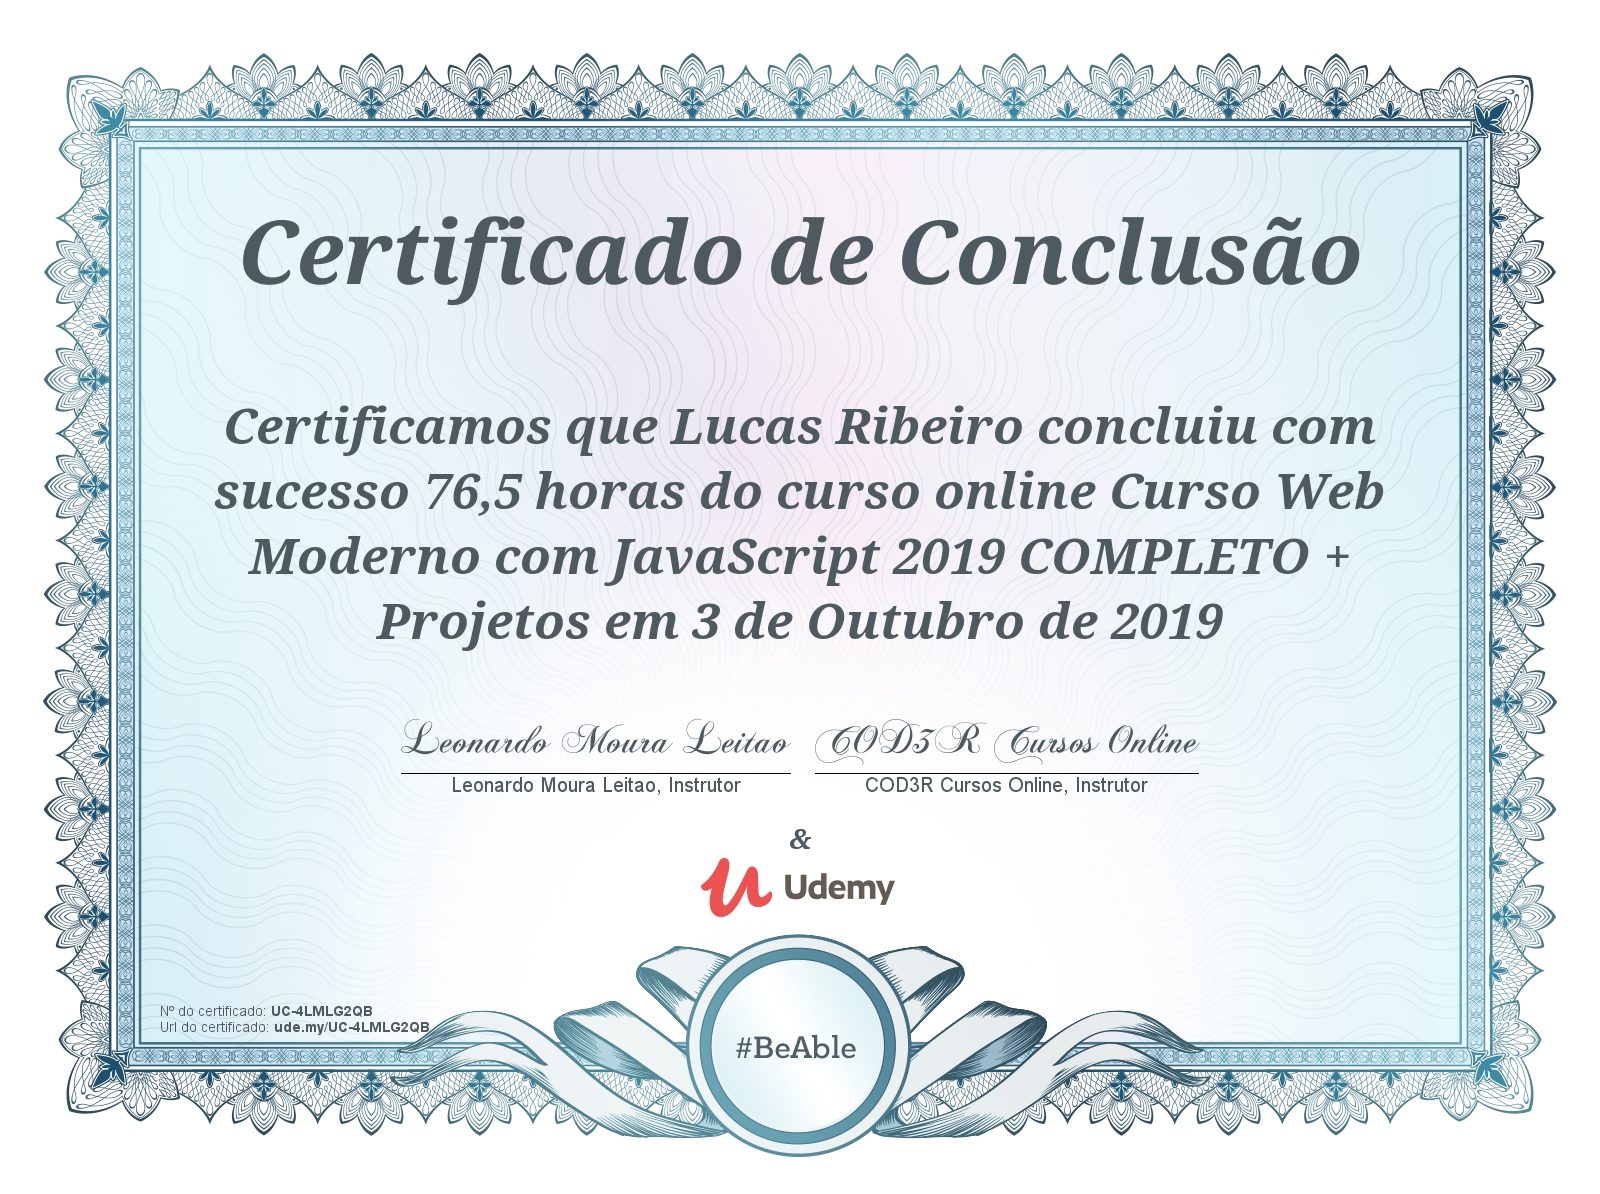 Certificado de Conclusão
Certificamos que Lucas Ribeiro concluiu com
sucesso 76,5 horas do curso online Curso Web
Moderno com JavaScript 2019 COMPLETO +
Projetos em 3 de Outubro de 2019
Leonardo Moura Leitao COD3R Cursos Online
Leonardo Moura Leitao, Instrutor COD3R Cursos Online, Instrutor
&
Udemy
Nº do certificado: UC-4LMLG2QB
Url do certificado: ude.my/UC-4LMLG2QB
#BeAble